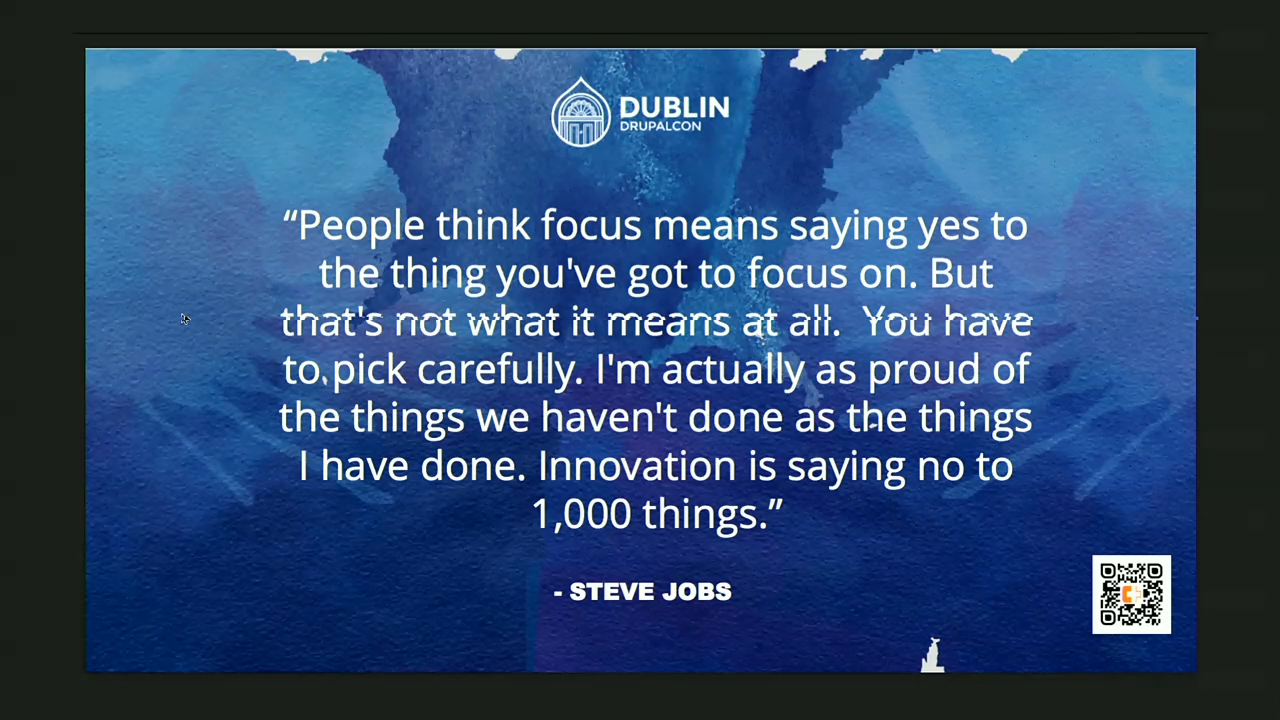 DUBLIN
DRUPALCON
“People think focus means saying yes to
the thing you've got to focus on. But
that's not what it means at all.  You have
to pick carefully. I'm actually as proud of
the things we haven't done as the things
I have done. Innovation is saying no to
1,000 things.”
- STEVE JOBS